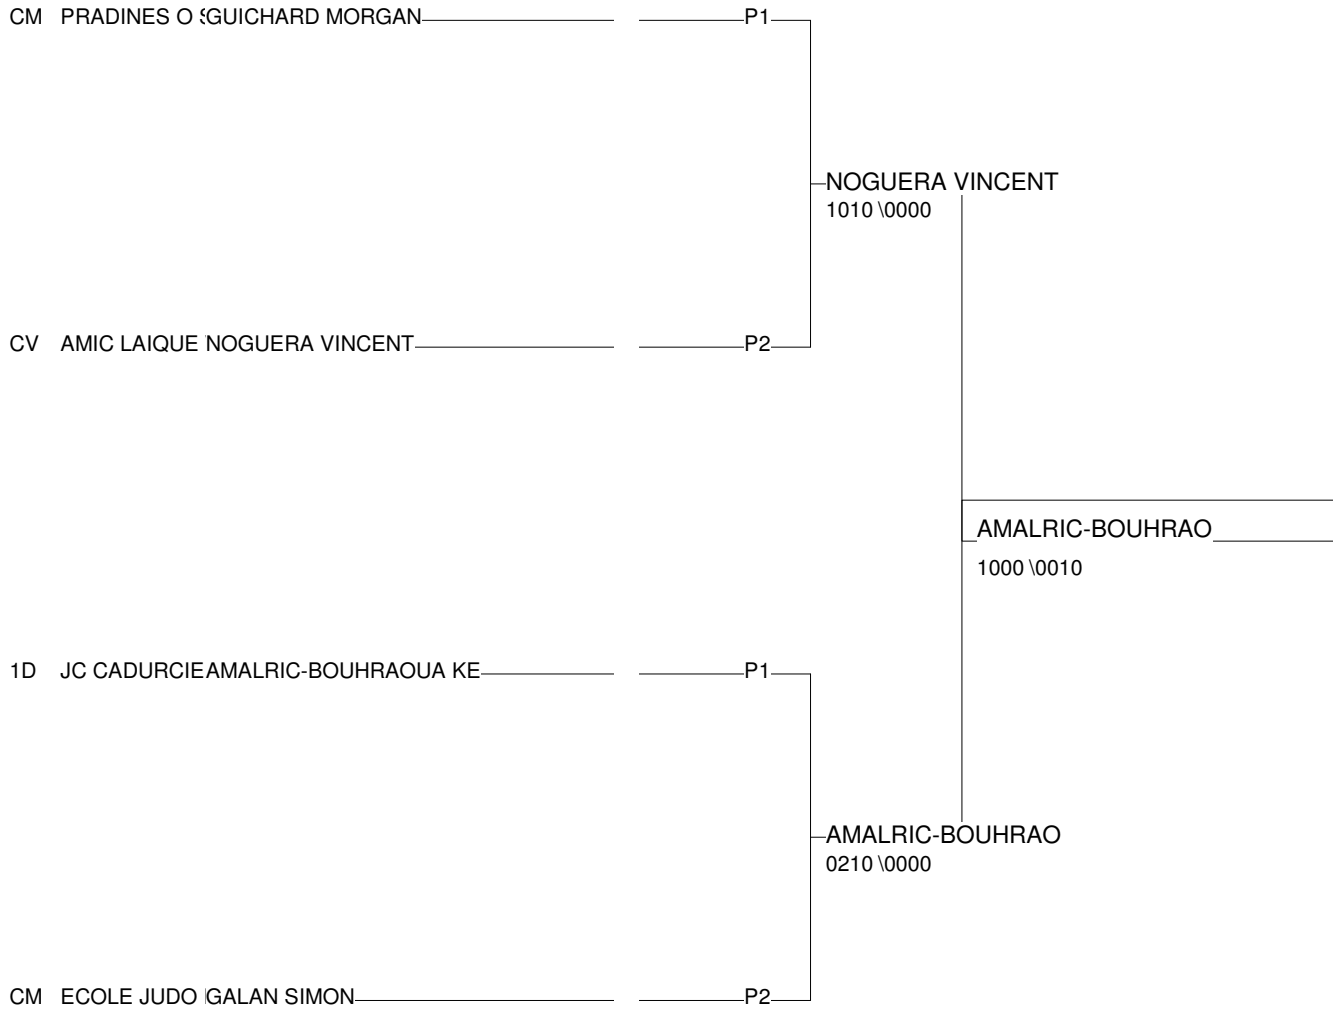 CM PRADINES O GUICHARD MORGAN P1
NOGUERA VINCENT
1010 \0000
CV AMIC LAIQUE NOGUERA VINCENT P2
AMALRIC-BOUHRAO
1000 \0010
1D JC CADURCIE AMALRIC-BOUHRAOUA KE P1
AMALRIC-BOUHRAO
0210 \0000
CM ECOLE JUDO GALAN SIMON P2